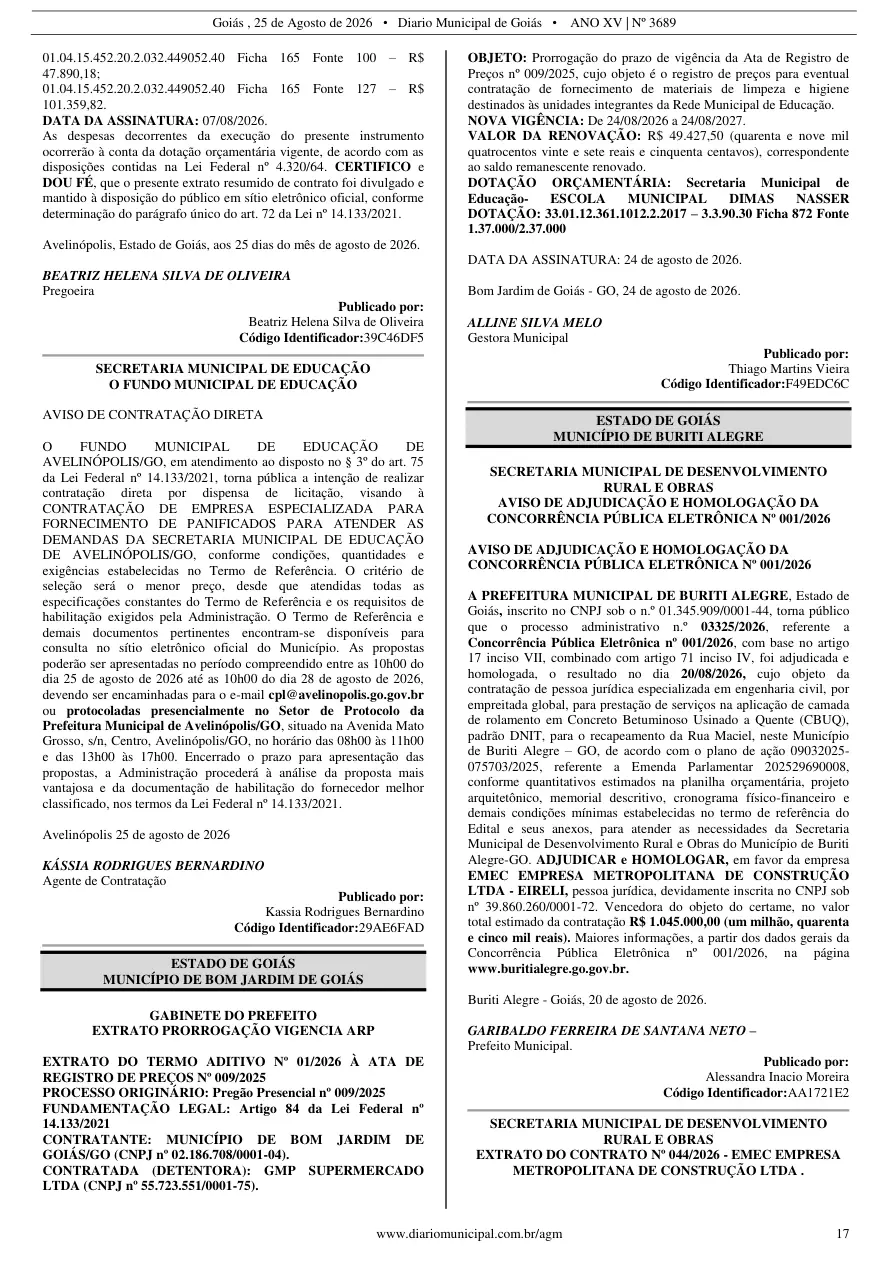 Goiás , 25 de Agosto de 2026 • Diario Municipal de Goiás • ANO XV | Nº 3689
01.04.15.452.20.2.032.449052.40 Ficha 165 Fonte 100 – R$
47.890,18;
01.04.15.452.20.2.032.449052.40 Ficha 165 Fonte 127 – R$
101.359,82.
DATA DA ASSINATURA: 07/08/2026.
As despesas decorrentes da execução do presente instrumento
ocorrerão à conta da dotação orçamentária vigente, de acordo com as
disposições contidas na Lei Federal nº 4.320/64. CERTIFICO e
DOU FÉ, que o presente extrato resumido de contrato foi divulgado e
mantido à disposição do público em sítio eletrônico oficial, conforme
determinação do parágrafo único do art. 72 da Lei nº 14.133/2021.
Avelinópolis, Estado de Goiás, aos 25 dias do mês de agosto de 2026.
BEATRIZ HELENA SILVA DE OLIVEIRA
Pregoeira
Publicado por:
Beatriz Helena Silva de Oliveira
Código Identificador:39C46DF5
SECRETARIA MUNICIPAL DE EDUCAÇÃO
O FUNDO MUNICIPAL DE EDUCAÇÃO
AVISO DE CONTRATAÇÃO DIRETA
O FUNDO MUNICIPAL DE EDUCAÇÃO DE
AVELINÓPOLIS/GO, em atendimento ao disposto no § 3º do art. 75
da Lei Federal nº 14.133/2021, torna pública a intenção de realizar
contratação direta por dispensa de licitação, visando à
CONTRATAÇÃO DE EMPRESA ESPECIALIZADA PARA
FORNECIMENTO DE PANIFICADOS PARA ATENDER AS
DEMANDAS DA SECRETARIA MUNICIPAL DE EDUCAÇÃO
DE AVELINÓPOLIS/GO, conforme condições, quantidades e
exigências estabelecidas no Termo de Referência. O critério de
seleção será o menor preço, desde que atendidas todas as
especificações constantes do Termo de Referência e os requisitos de
habilitação exigidos pela Administração. O Termo de Referência e
demais documentos pertinentes encontram-se disponíveis para
consulta no sítio eletrônico oficial do Município. As propostas
poderão ser apresentadas no período compreendido entre as 10h00 do
dia 25 de agosto de 2026 até as 10h00 do dia 28 de agosto de 2026,
devendo ser encaminhadas para o e-mail cpl@avelinopolis.go.gov.br
ou protocoladas presencialmente no Setor de Protocolo da
Prefeitura Municipal de Avelinópolis/GO, situado na Avenida Mato
Grosso, s/n, Centro, Avelinópolis/GO, no horário das 08h00 às 11h00
e das 13h00 às 17h00. Encerrado o prazo para apresentação das
propostas, a Administração procederá à análise da proposta mais
vantajosa e da documentação de habilitação do fornecedor melhor
classificado, nos termos da Lei Federal nº 14.133/2021.
Avelinópolis 25 de agosto de 2026
KÁSSIA RODRIGUES BERNARDINO
Agente de Contratação
Publicado por:
Kassia Rodrigues Bernardino
Código Identificador:29AE6FAD
ESTADO DE GOIÁS
MUNICÍPIO DE BOM JARDIM DE GOIÁS
GABINETE DO PREFEITO
EXTRATO PRORROGAÇÃO VIGENCIA ARP
EXTRATO DO TERMO ADITIVO Nº 01/2026 À ATA DE
REGISTRO DE PREÇOS Nº 009/2025
PROCESSO ORIGINÁRIO: Pregão Presencial nº 009/2025
FUNDAMENTAÇÃO LEGAL: Artigo 84 da Lei Federal nº
14.133/2021
CONTRATANTE: MUNICÍPIO DE BOM JARDIM DE
GOIÁS/GO (CNPJ nº 02.186.708/0001-04).
CONTRATADA (DETENTORA): GMP SUPERMERCADO
LTDA (CNPJ nº 55.723.551/0001-75).
OBJETO: Prorrogação do prazo de vigência da Ata de Registro de
Preços nº 009/2025, cujo objeto é o registro de preços para eventual
contratação de fornecimento de materiais de limpeza e higiene
destinados às unidades integrantes da Rede Municipal de Educação.
NOVA VIGÊNCIA: De 24/08/2026 a 24/08/2027.
VALOR DA RENOVAÇÃO: R$ 49.427,50 (quarenta e nove mil
quatrocentos vinte e sete reais e cinquenta centavos), correspondente
ao saldo remanescente renovado.
DOTAÇÃO ORÇAMENTÁRIA: Secretaria Municipal de
Educação- ESCOLA MUNICIPAL DIMAS NASSER
DOTAÇÃO: 33.01.12.361.1012.2.2017 – 3.3.90.30 Ficha 872 Fonte
1.37.000/2.37.000
DATA DA ASSINATURA: 24 de agosto de 2026.
Bom Jardim de Goiás - GO, 24 de agosto de 2026.
ALLINE SILVA MELO
Gestora Municipal
Publicado por:
Thiago Martins Vieira
Código Identificador:F49EDC6C
ESTADO DE GOIÁS
MUNICÍPIO DE BURITI ALEGRE
SECRETARIA MUNICIPAL DE DESENVOLVIMENTO
RURAL E OBRAS
AVISO DE ADJUDICAÇÃO E HOMOLOGAÇÃO DA
CONCORRÊNCIA PÚBLICA ELETRÔNICA Nº 001/2026
AVISO DE ADJUDICAÇÃO E HOMOLOGAÇÃO DA
CONCORRÊNCIA PÚBLICA ELETRÔNICA Nº 001/2026
A PREFEITURA MUNICIPAL DE BURITI ALEGRE, Estado de
Goiás, inscrito no CNPJ sob o n.º 01.345.909/0001-44, torna público
que o processo administrativo n.º 03325/2026, referente a
Concorrência Pública Eletrônica nº 001/2026, com base no artigo
17 inciso VII, combinado com artigo 71 inciso IV, foi adjudicada e
homologada, o resultado no dia 20/08/2026, cujo objeto da
contratação de pessoa jurídica especializada em engenharia civil, por
empreitada global, para prestação de serviços na aplicação de camada
de rolamento em Concreto Betuminoso Usinado a Quente (CBUQ),
padrão DNIT, para o recapeamento da Rua Maciel, neste Município
de Buriti Alegre – GO, de acordo com o plano de ação 09032025-
075703/2025, referente a Emenda Parlamentar 202529690008,
conforme quantitativos estimados na planilha orçamentária, projeto
arquitetônico, memorial descritivo, cronograma físico-financeiro e
demais condições mínimas estabelecidas no termo de referência do
Edital e seus anexos, para atender as necessidades da Secretaria
Municipal de Desenvolvimento Rural e Obras do Município de Buriti
Alegre-GO. ADJUDICAR e HOMOLOGAR, em favor da empresa
EMEC EMPRESA METROPOLITANA DE CONSTRUÇÃO
LTDA - EIRELI, pessoa jurídica, devidamente inscrita no CNPJ sob
nº 39.860.260/0001-72. Vencedora do objeto do certame, no valor
total estimado da contratação R$ 1.045.000,00 (um milhão, quarenta
e cinco mil reais). Maiores informações, a partir dos dados gerais da
Concorrência Pública Eletrônica nº 001/2026, na página
www.buritialegre.go.gov.br.
Buriti Alegre - Goiás, 20 de agosto de 2026.
GARIBALDO FERREIRA DE SANTANA NETO –
Prefeito Municipal.
Publicado por:
Alessandra Inacio Moreira
Código Identificador:AA1721E2
SECRETARIA MUNICIPAL DE DESENVOLVIMENTO
RURAL E OBRAS
EXTRATO DO CONTRATO Nº 044/2026 - EMEC EMPRESA
METROPOLITANA DE CONSTRUÇÃO LTDA .
www.diariomunicipal.com.br/agm 17